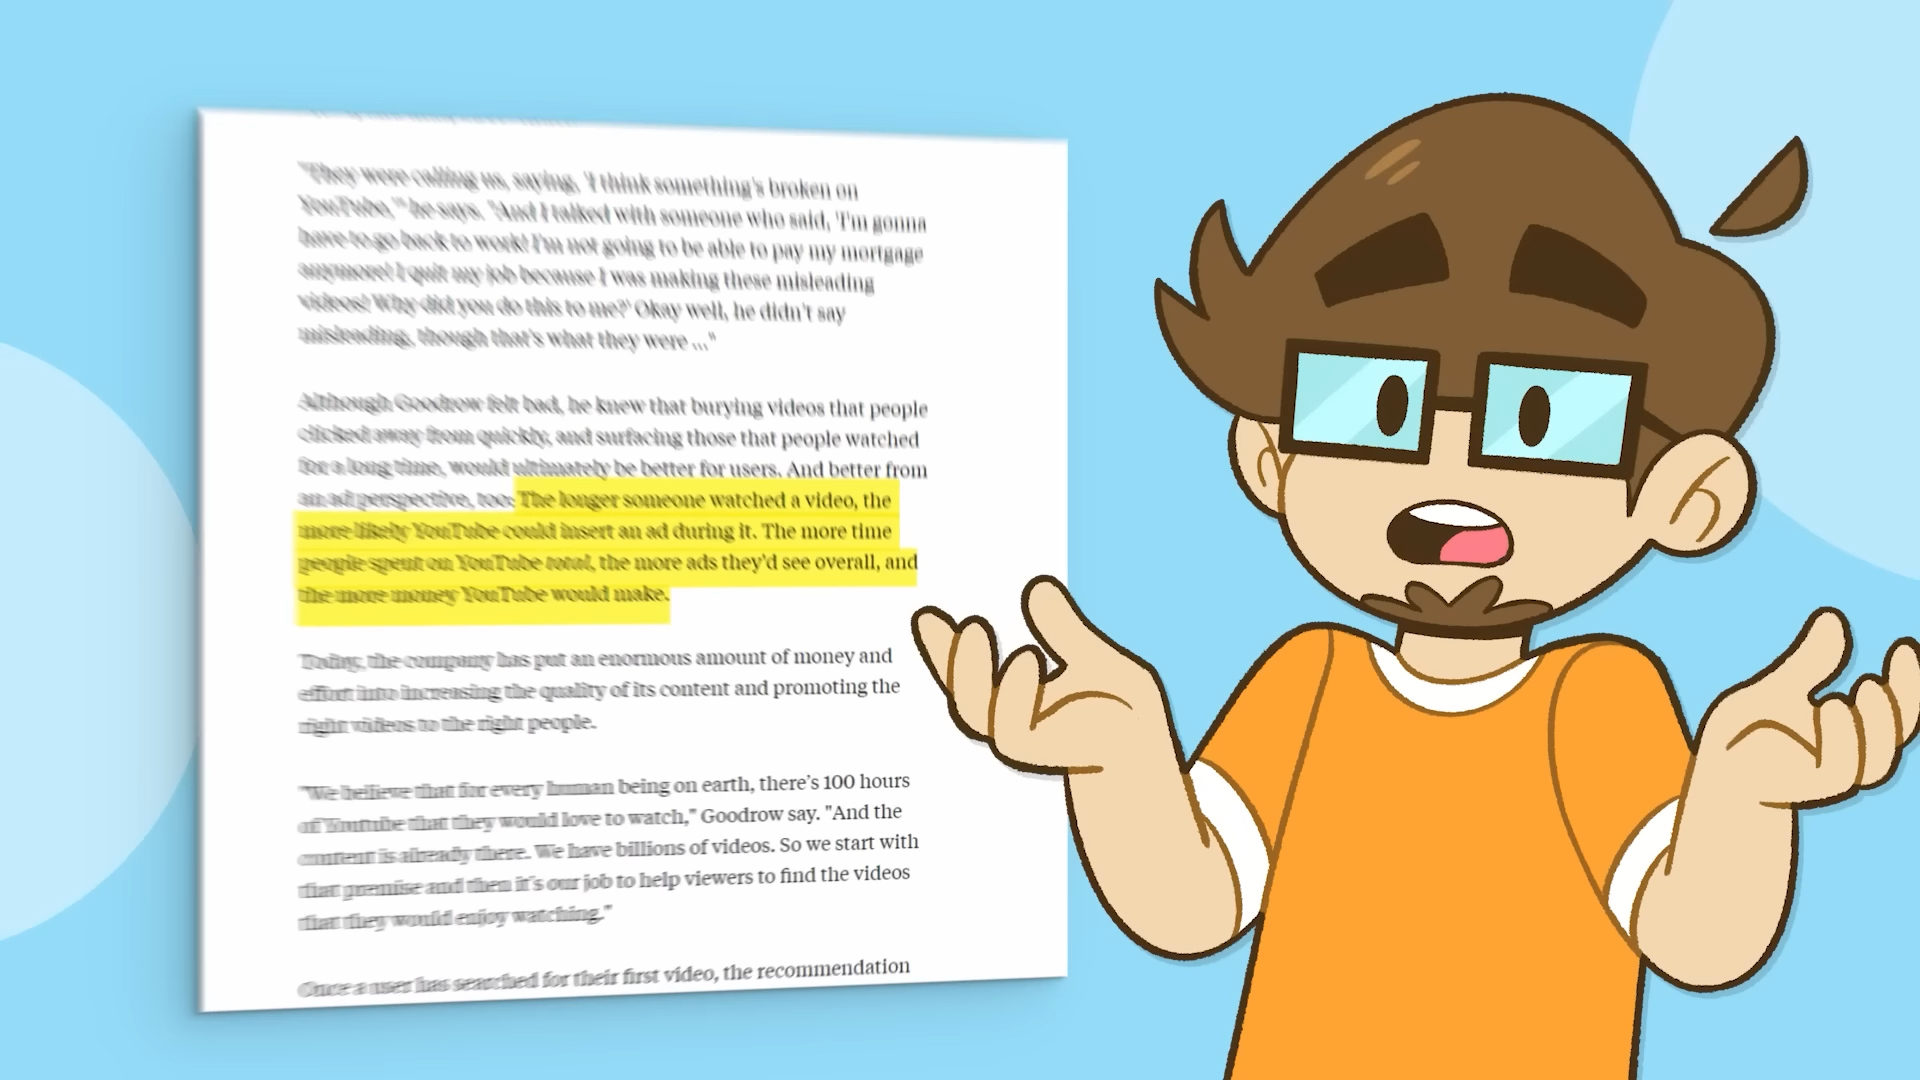 "They were calling us, saying, 'I think something's broken on
YouTube,'" he says. "And I talked with someone who said, 'I'm gonna
have to go back to work! I'm not going to be able to pay my mortgage
anymore! I quit my job because I was making these misleading
videos! Why did you do this to me?' Okay well, he didn't say
misleading, though that's what they were ..."
Although Goodrow felt bad, he knew that burying videos that people
clicked away from quickly, and surfacing those that people watched
for a long time, would ultimately be better for users. And better from
an ad perspective, too: The longer someone watched a video, the
more likely YouTube could insert an ad during it. The more time
people spent on YouTube total, the more ads they'd see overall, and
the more money YouTube would make.
Today, the company has put an enormous amount of money and
effort into increasing the quality of its content and promoting the
right videos to the right people.
"We believe that for every human being on earth, there's 100 hours
of Youtube that they would love to watch," Goodrow say. "And the
content is already there. We have billions of videos. So we start with
that premise and then it's our job to help viewers to find the videos
that they would enjoy watching."
Once a user has searched for their first video, the recommendation